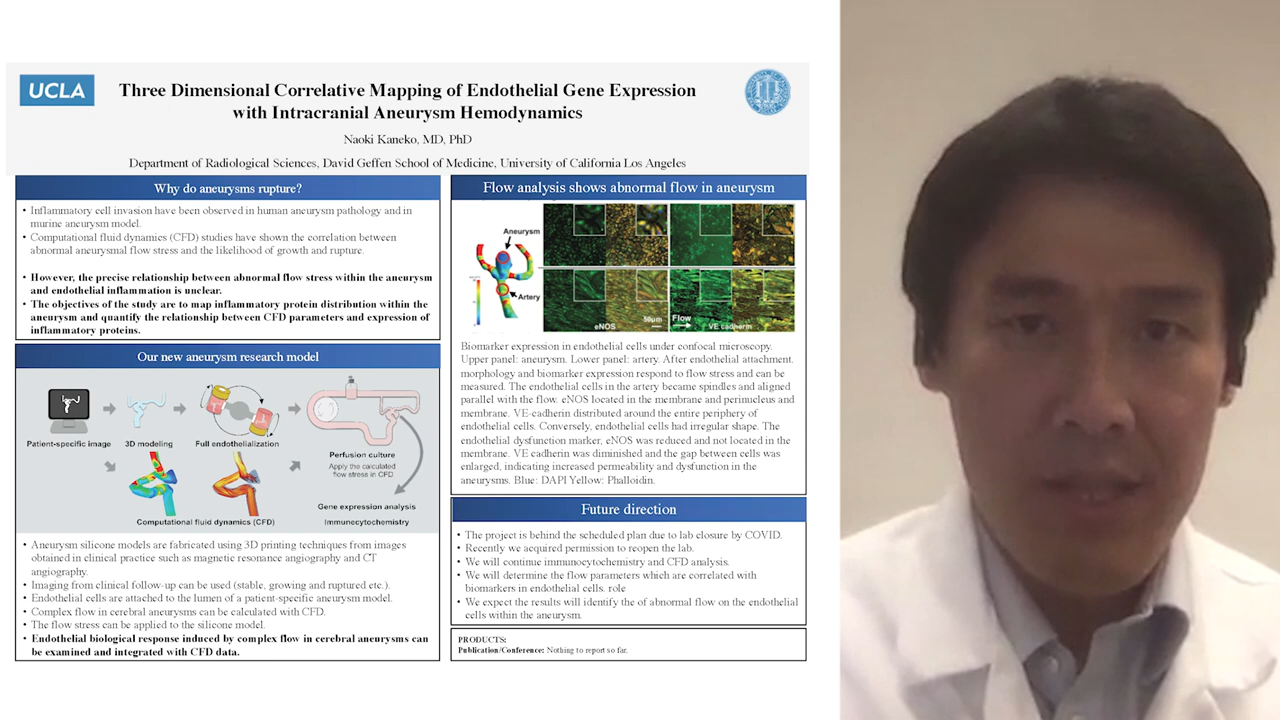 UCLA
Three Dimensional Correlative Mapping of Endothelial Gene Expression
with Intracranial Aneurysm Hemodynamics
Naoki Kaneko, MD, PhD
Department of Radiological Sciences, David Geffen School of Medicine, University of California Los Angeles
Why do aneurysms rupture?
• Inflammatory cell invasion have been observed in human aneurysm pathology and in
murine aneurysm model.
• Computational fluid dynamics (CFD) studies have shown the correlation between
abnormal aneurysmal flow stress and the likelihood of growth and rupture.
• However, the precise relationship between abnormal flow stress within the aneurysm
and endothelial inflammation is unclear.
• The objectives of the study are to map inflammatory protein distribution within the
aneurysm and quantify the relationship between CFD parameters and expression of
inflammatory proteins.
Our new aneurysm research model
Patient-specific image
3D modeling
Full endothelialization
Perfusion culture
Apply the calculated
flow stress in CFD
Gene expression analysis
Computational fluid dynamics (CFD)
Immunecytochemistry
• Aneurysm silicone models are fabricated using 3D printing techniques from images
obtained in clinical practice such as magnetic resonance angiography and CT
angiography.
• Imaging from clinical follow-up can be used (stable, growing and ruptured etc.).
• Endothelial cells are attached to the lumen of a patient-specific aneurysm model.
• Complex flow in cerebral aneurysms can be calculated with CFD.
• The flow stress can be applied to the silicone model.
• Endothelial biological response induced by complex flow in cerebral aneurysms can
be examined and integrated with CFD data.
Flow analysis shows abnormal flow in aneurysm
Aneurysm
Artery
eNOS
50μm
Flow
VE cadherin
Biomarker expression in endothelial cells under confocal microscopy.
Upper panel: aneurysm. Lower panel: artery. After endothelial attachment,
morphology and biomarker expression respond to flow stress and can be
measured. The endothelial cells in the artery became spindles and aligned
parallel with the flow. eNOS located in the membrane and perinucleus and
membrane. VE-cadherin distributed around the entire periphery of
endothelial cells. Conversely, endothelial cells had irregular shape. The
endothelial dysfunction marker, eNOS was reduced and not located in the
membrane. VE cadherin was diminished and the gap between cells was
enlarged, indicating increased permeability and dysfunction in the
aneurysms. Blue: DAPI Yellow: Phalloidin.
Future direction
• The project is behind the scheduled plan due to lab closure by COVID.
• Recently we acquired permission to reopen the lab.
• We will continue immunocytochemistry and CFD analysis.
• We will determine the flow parameters which are correlated with
biomarkers in endothelial cells. role
• We expect the results will identify the of abnormal flow on the endothelial
cells within the aneurysm.
PRODUCTS:
Publication/Conference: Nothing to report so far.